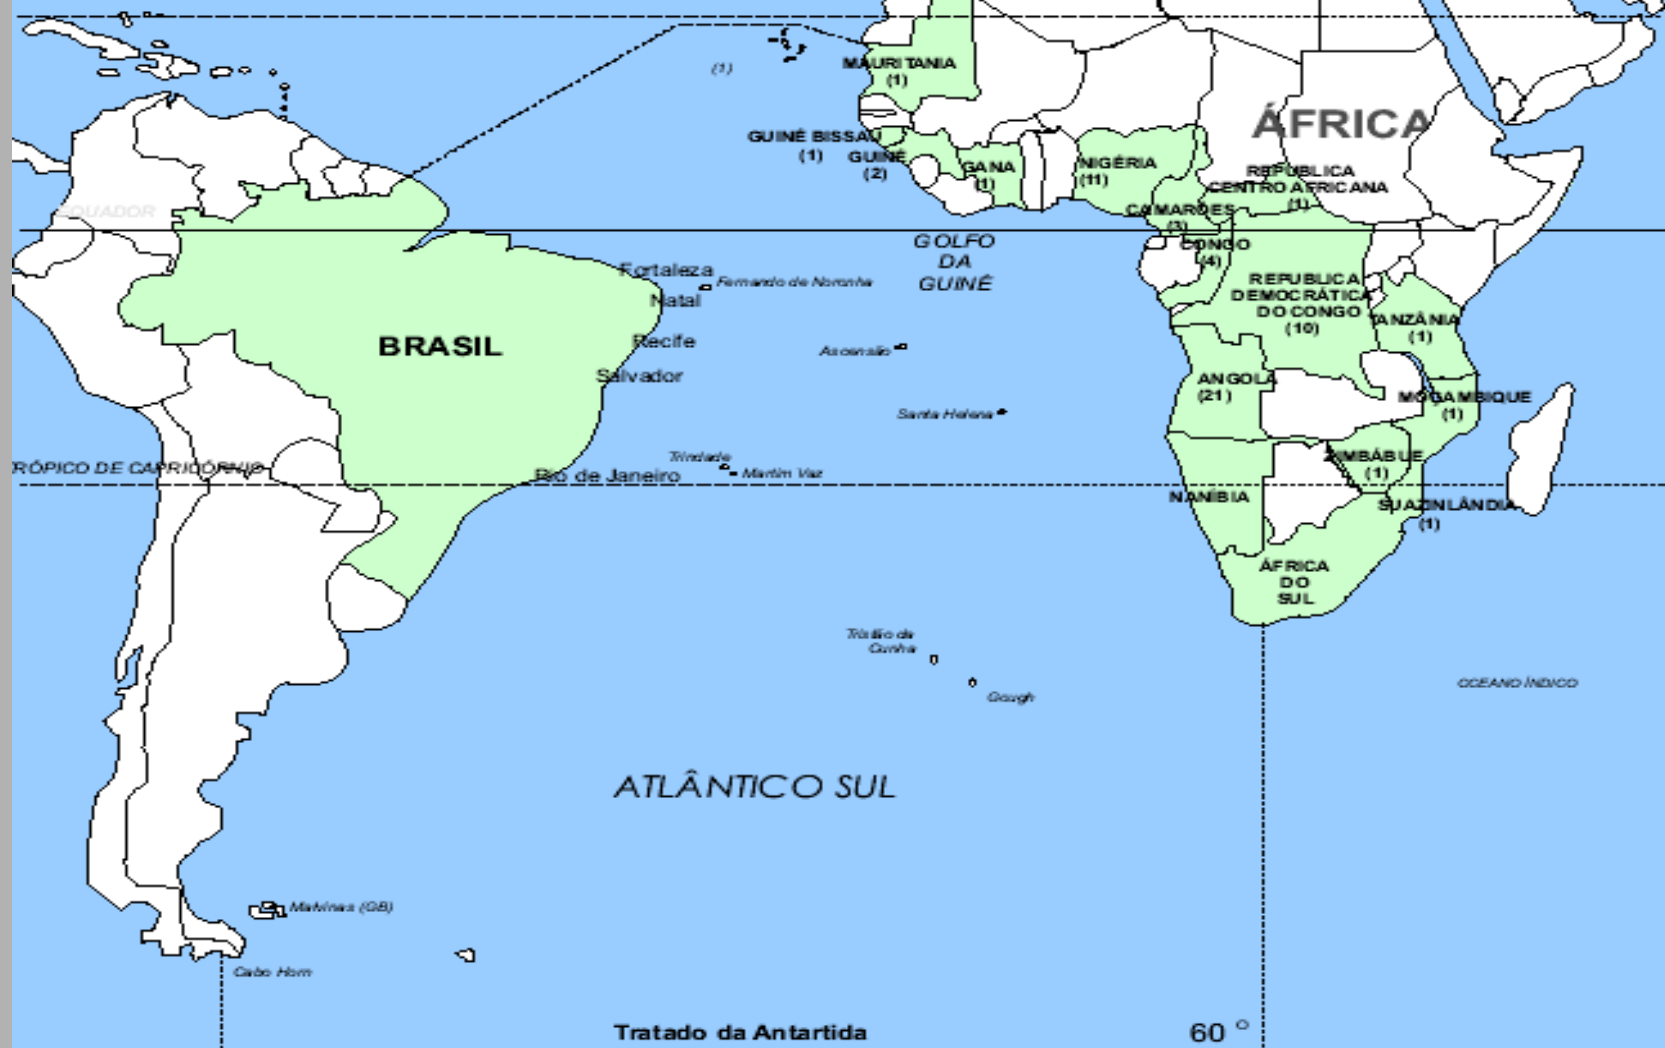 (1)
MAURITANIA
(1)
ÁFRICA
GUINÉ BISSAU
(1)
GUINÉ
(2)
GANA
(1)
NIGÉRIA
(11)
REPÚBLICA
CENTRO AFRICANA
(1)
EQUADOR
CAMARÕES
(3)
CONGO
(4)
GOLFO
DA
GUINÉ
Fortaleza
Fernando de Noronha
Natal
REPUBLICA
DEMOCRÁTICA
DO CONGO
(10)
TANZÂNIA
(1)
BRASIL
Recife
Ascensão
Salvador
ANGOLA
(21)
MOÇAMBIQUE
(1)
Santa Helena
TRÓPICO DE CAPRICÓRNIO
Trindade
Martim Vaz
Rio de Janeiro
ZIMBÁBUE
(1)
NANÍBIA
SUAZINLÂNDIA
(1)
ÁFRICA
DO
SUL
Tristão da
Cunha
Gough
OCEANO ÍNDICO
ATLÂNTICO SUL
Malvinas (GB)
Cabo Horn
Tratado da Antartida
60 °